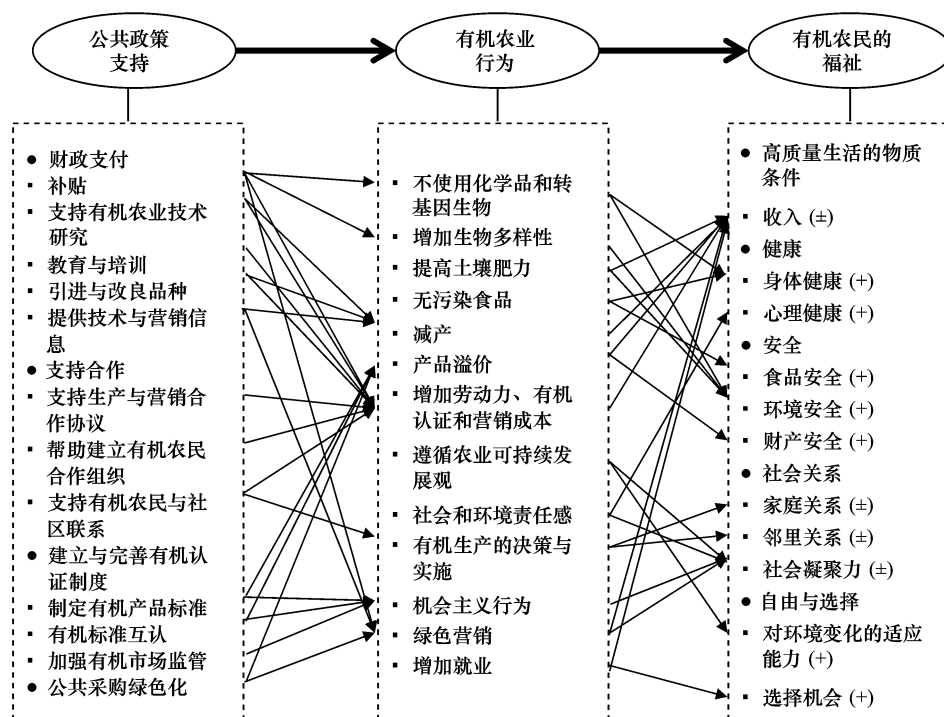 公共政策
支持
有机农业
行为
有机农民的
福祉
● 财政支付
▪ 补贴
▪ 支持有机农业技术
研究
▪ 教育与培训
▪ 引进与改良品种
▪ 提供技术与营销信
息
● 支持合作
▪ 支持生产与营销合
作协议
▪ 帮助建立有机农民
合作组织
▪ 支持有机农民与社
区联系
● 建立与完善有机认
证制度
▪ 制定有机产品标准
▪ 有机标准互认
▪ 加强有机市场监管
● 公共采购绿色化
▪ 不使用化学品和转
基因生物
▪ 增加生物多样性
▪ 提高土壤肥力
▪ 无污染食品
▪ 减产
▪ 产品溢价
▪ 增加劳动力、有机
认证和营销成本
▪ 遵循农业可持续发
展观
▪ 社会和环境责任感
▪ 有机生产的决策与
实施
▪ 机会主义行为
▪ 绿色营销
▪ 增加就业
● 高质量生活的物质
条件
▪ 收入 (±)
● 健康
▪ 身体健康 (+)
▪ 心理健康 (+)
● 安全
▪ 食品安全 (+)
▪ 环境安全 (+)
▪ 财产安全 (+)
● 社会关系
▪ 家庭关系 (±)
▪ 邻里关系 (±)
▪ 社会凝聚力 (±)
● 自由与选择
▪ 对环境变化的适应
能力 (+)
▪ 选择机会 (+)